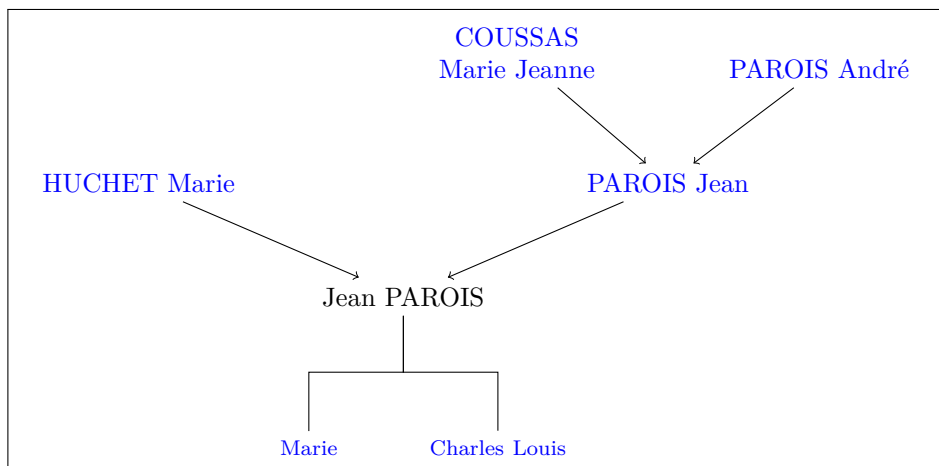 COUSSAS
Marie Jeanne
PAROIS André
HUCHET Marie
PAROIS Jean
Jean PAROIS
Marie
Charles Louis